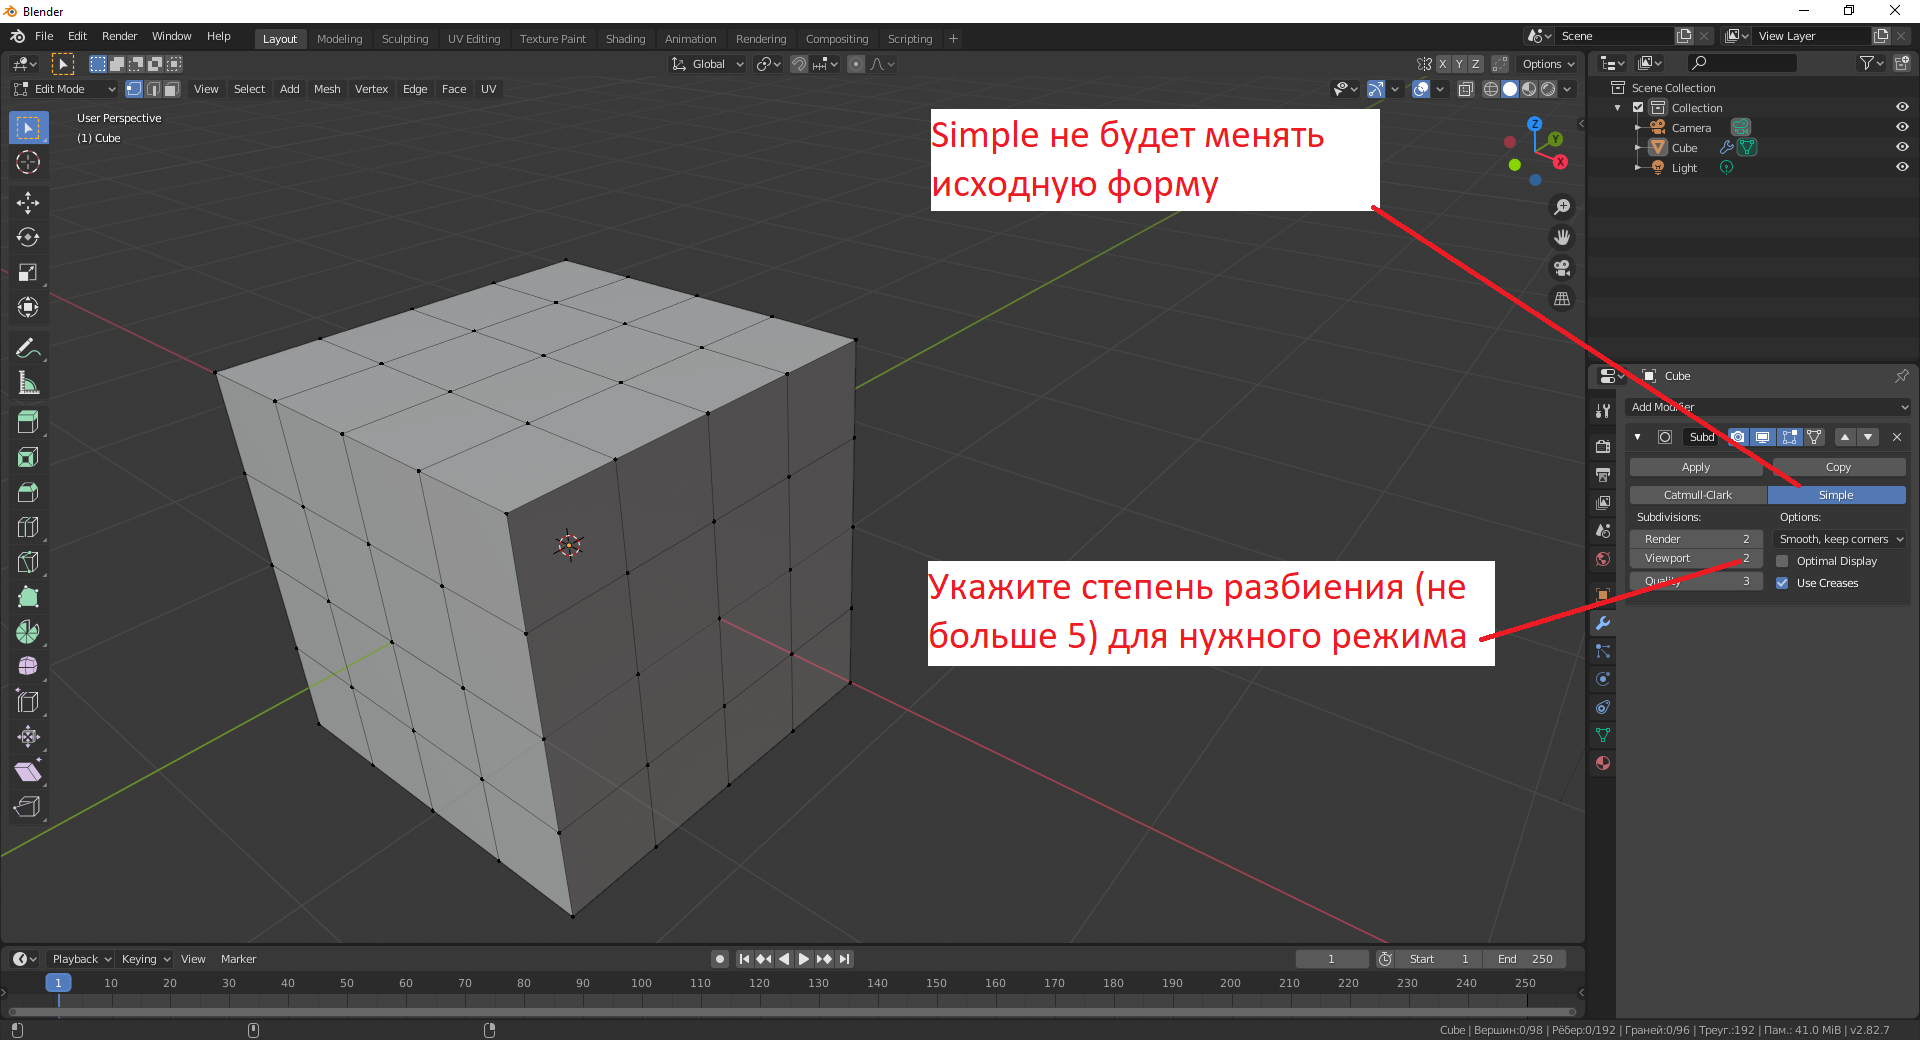 Blender
File Edit Render Window Help Layout Modeling Sculpting UV Editing Texture Paint Shading Animation Rendering Compositing Scripting + Scene View Layer
Global X Y Z Options
Edit Mode View Select Add Mesh Vertex Edge Face UV
User Perspective
(1) Cube
Simple не будет менять
исходную форму
Z
Y
X
Scene Collection
Collection
Camera
Cube
Light
Cube
Add Modifier
Subd
Apply Copy
Catmull-Clark Simple
Subdivisions: Options:
Render 2 Smooth, keep corners
Viewport 2 Optimal Display
Quality 3 Use Creases
Укажите степень разбиения (не
больше 5) для нужного режима
Playback Keying View Marker 1 Start 1 End 250
1 10 20 30 40 50 60 70 80 90 100 110 120 130 140 150 160 170 180 190 200 210 220 230 240 250
Cube | Вершин:0/98 | Рёбер:0/192 | Граней:0/96 | Треуг.:192 | Пам.: 41.0 MiB | v2.82.7